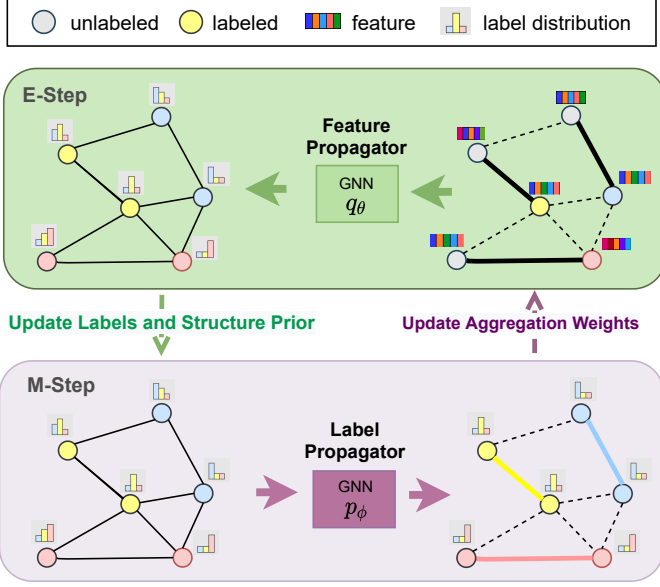 unlabeled labeled feature label distribution
E-Step
Feature
Propagator
GNN
qθ
Update Labels and Structure Prior
Update Aggregation Weights
M-Step
Label
Propagator
GNN
pϕ